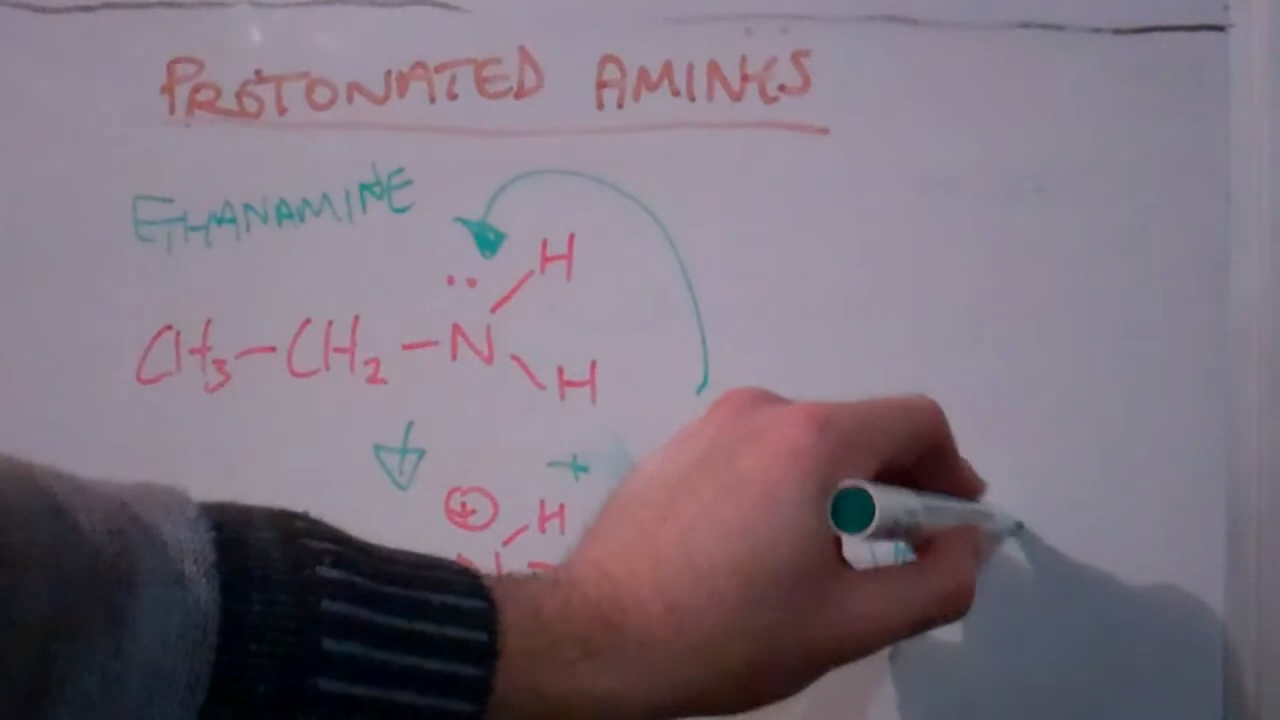 PROTONATED AMINES
ETHANAMINE
H
CH3-CH2-N
H
+
+ H